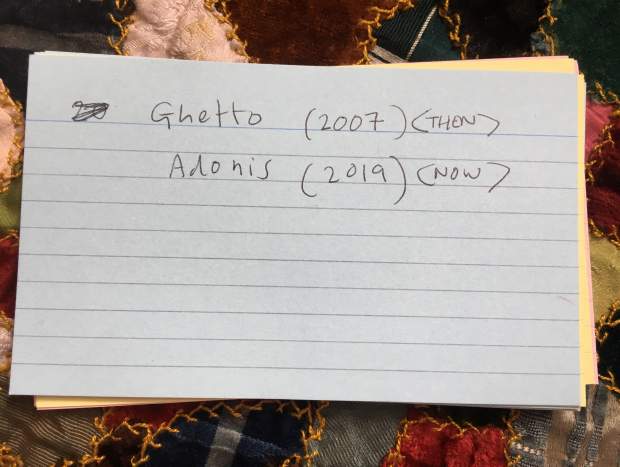 Ghetto (2007) <THEN>
Adonis (2019) <NOW>